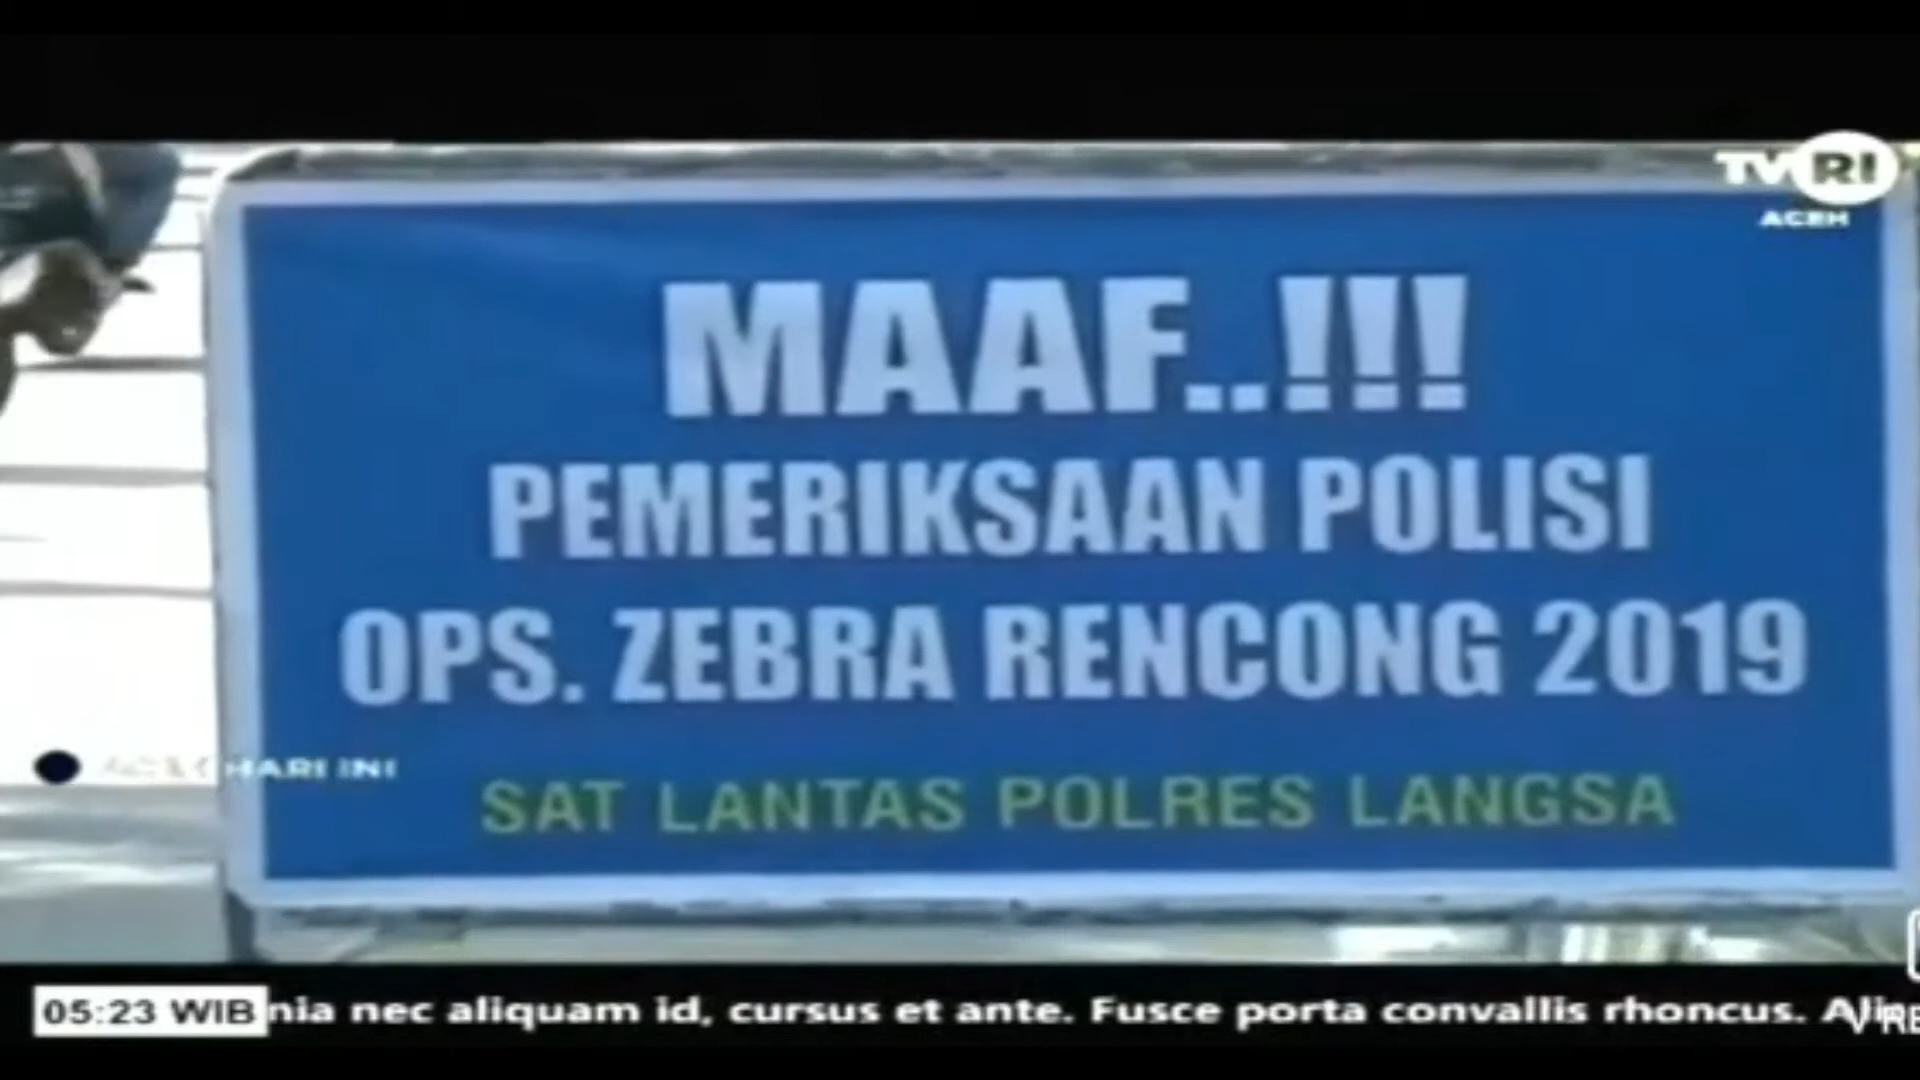 TVRI
ACEH
MAAF..!!!
PEMERIKSAAN POLISI
OPS. ZEBRA RENCONG 2019
HARI INI
SAT LANTAS POLRES LANGSA
05:23 WIB
nia nec aliquam id, cursus et ante. Fusce porta convallis rhoncus.